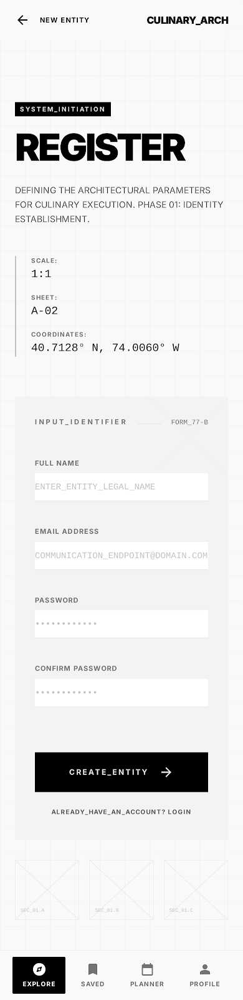 NEW ENTITY
CULINARY_ARCH
SYSTEM_INITIATION
REGISTER
DEFINING THE ARCHITECTURAL PARAMETERS
FOR CULINARY EXECUTION. PHASE 01: IDENTITY
ESTABLISHMENT.
SCALE:
1:1
SHEET:
A-02
COORDINATES:
40.7128° N, 74.0060° W
INPUT_IDENTIFIER
FORM_77-B
FULL NAME
ENTER_ENTITY_LEGAL_NAME
EMAIL ADDRESS
COMMUNICATION_ENDPOINT@DOMAIN.COM
PASSWORD
••••••••••••
CONFIRM PASSWORD
••••••••••••
CREATE_ENTITY
ALREADY_HAVE_AN_ACCOUNT? LOGIN
SEC_01.A
SEC_01.B
SEC_01.C
EXPLORE
SAVED
PLANNER
PROFILE